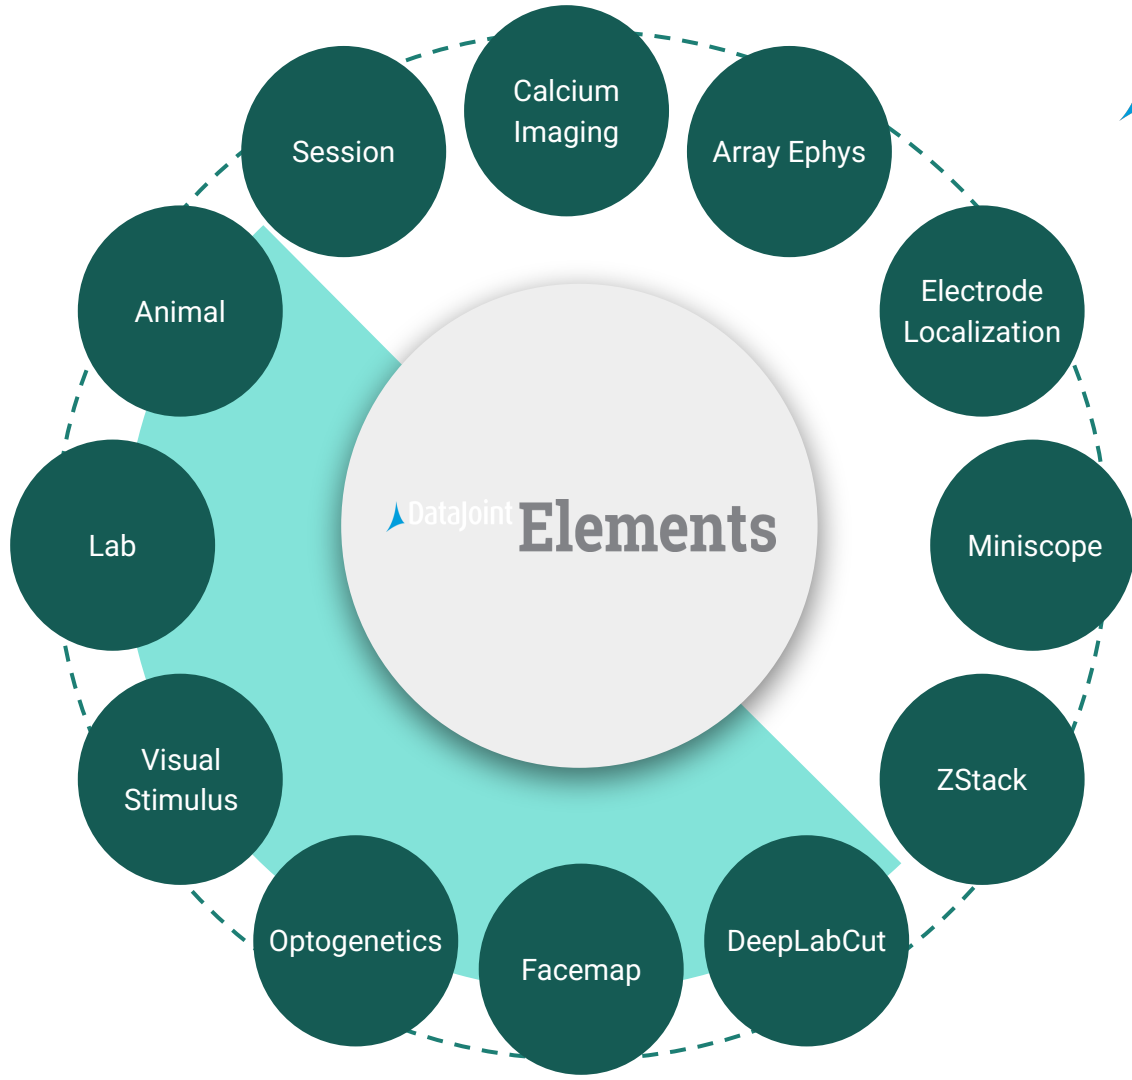 Calcium
Imaging
Session
Array Ephys
Electrode
Localization
Animal
DataJoint Elements
Lab
Miniscope
Visual
Stimulus
ZStack
Optogenetics
Facemap
DeepLabCut